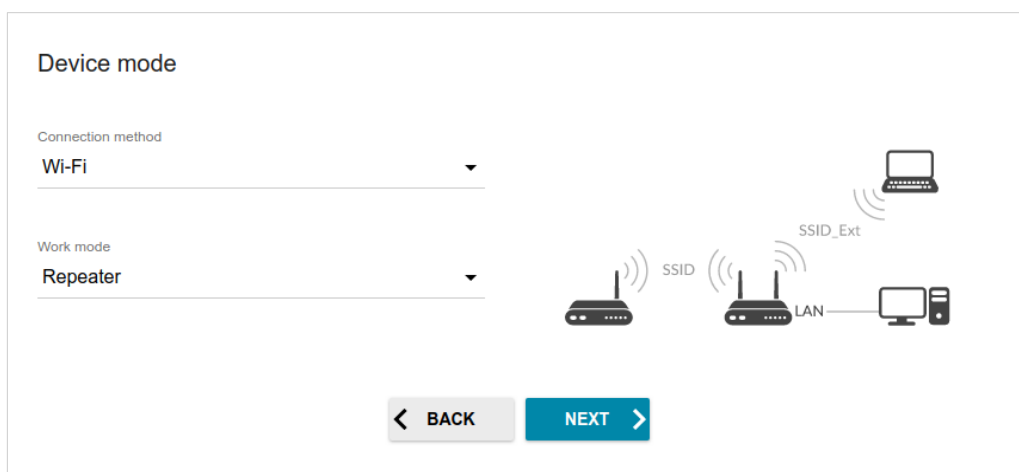 Device mode
Connection method
Wi-Fi
Work mode
Repeater
SSID_Ext
SSID
LAN
BACK
NEXT